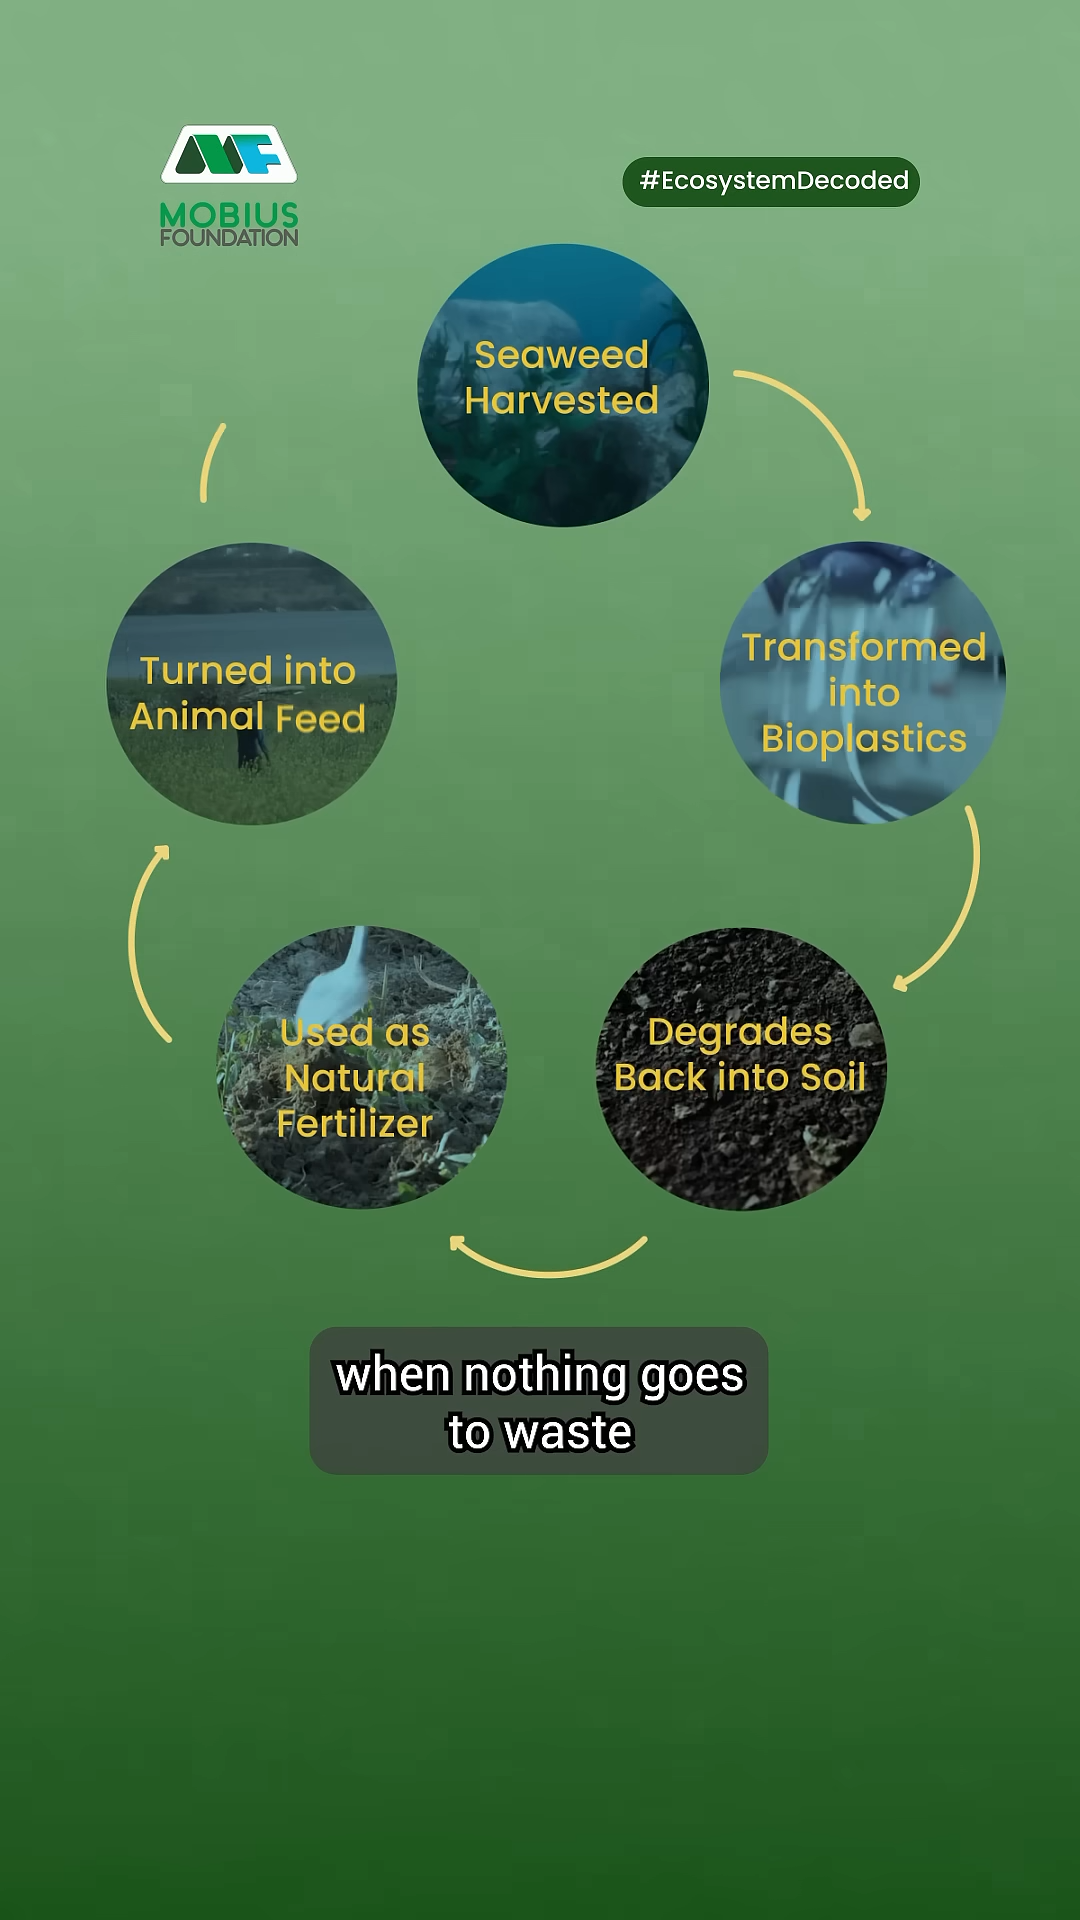 MOBIUS
FOUNDATION
#EcosystemDecoded
Seaweed
Harvested
Transformed
into
Bioplastics
Degrades
Back into Soil
Used as
Natural
Fertilizer
Turned into
Animal Feed
when nothing goes
to waste